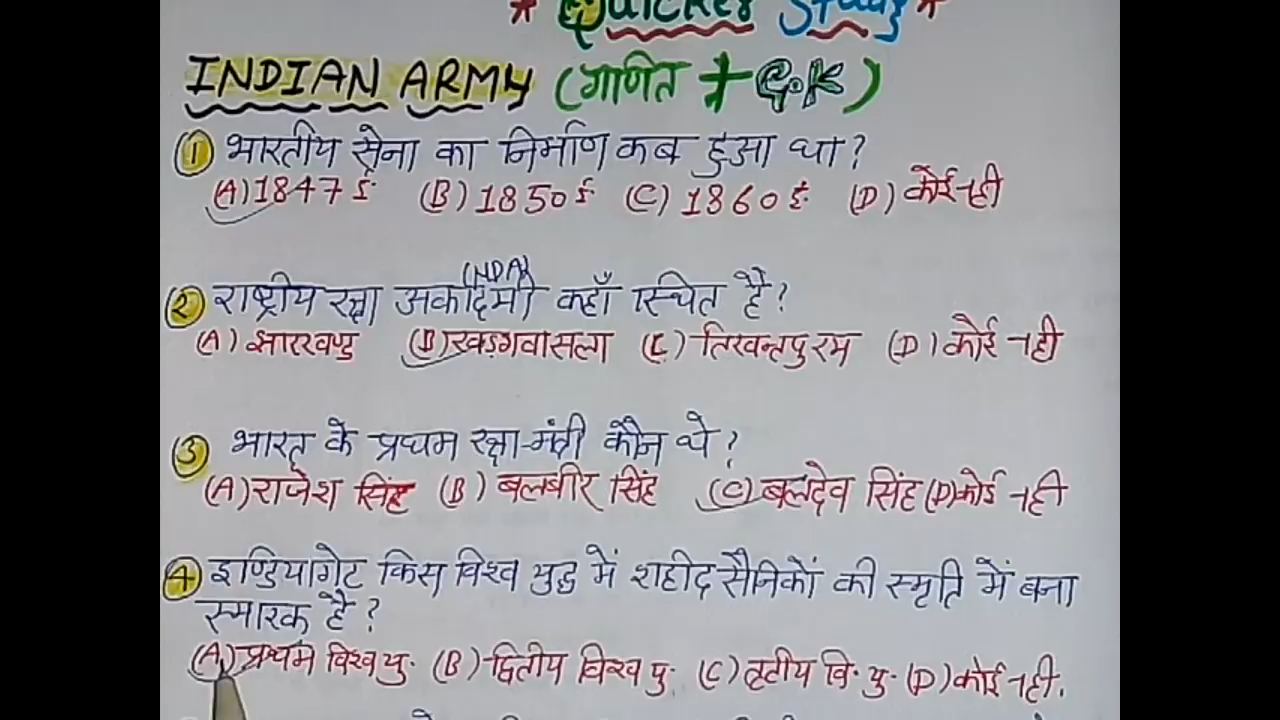 * Quicker Study *
INDIAN ARMY (गणित + G.K)
① भारतीय सेना का निर्माण कब हुआ था?
(A) 1847 ई. (B) 1850 ई. (C) 1860 ई. (D) कोई नही
(NDA)
② राष्ट्रीय रक्षा अकादमी कहाँ स्थित है?
(A) झारखण्ड (B) खड़गवासला (C) तिरुवन्तपुरम (D) कोई नही
③ भारत के प्रथम रक्षा-मंत्री कौन थे?
(A) राजेश सिंह (B) बलबीर सिंह (C) बलदेव सिंह (D) कोई नही
④ इण्डियागेट किस विश्व युद्ध में शहीद सैनिकों की स्मृति में बना
स्मारक है?
(A) प्रथम विश्व यु. (B) द्वितीय विश्व यु. (C) तृतीय वि. यु. (D) कोई नही.